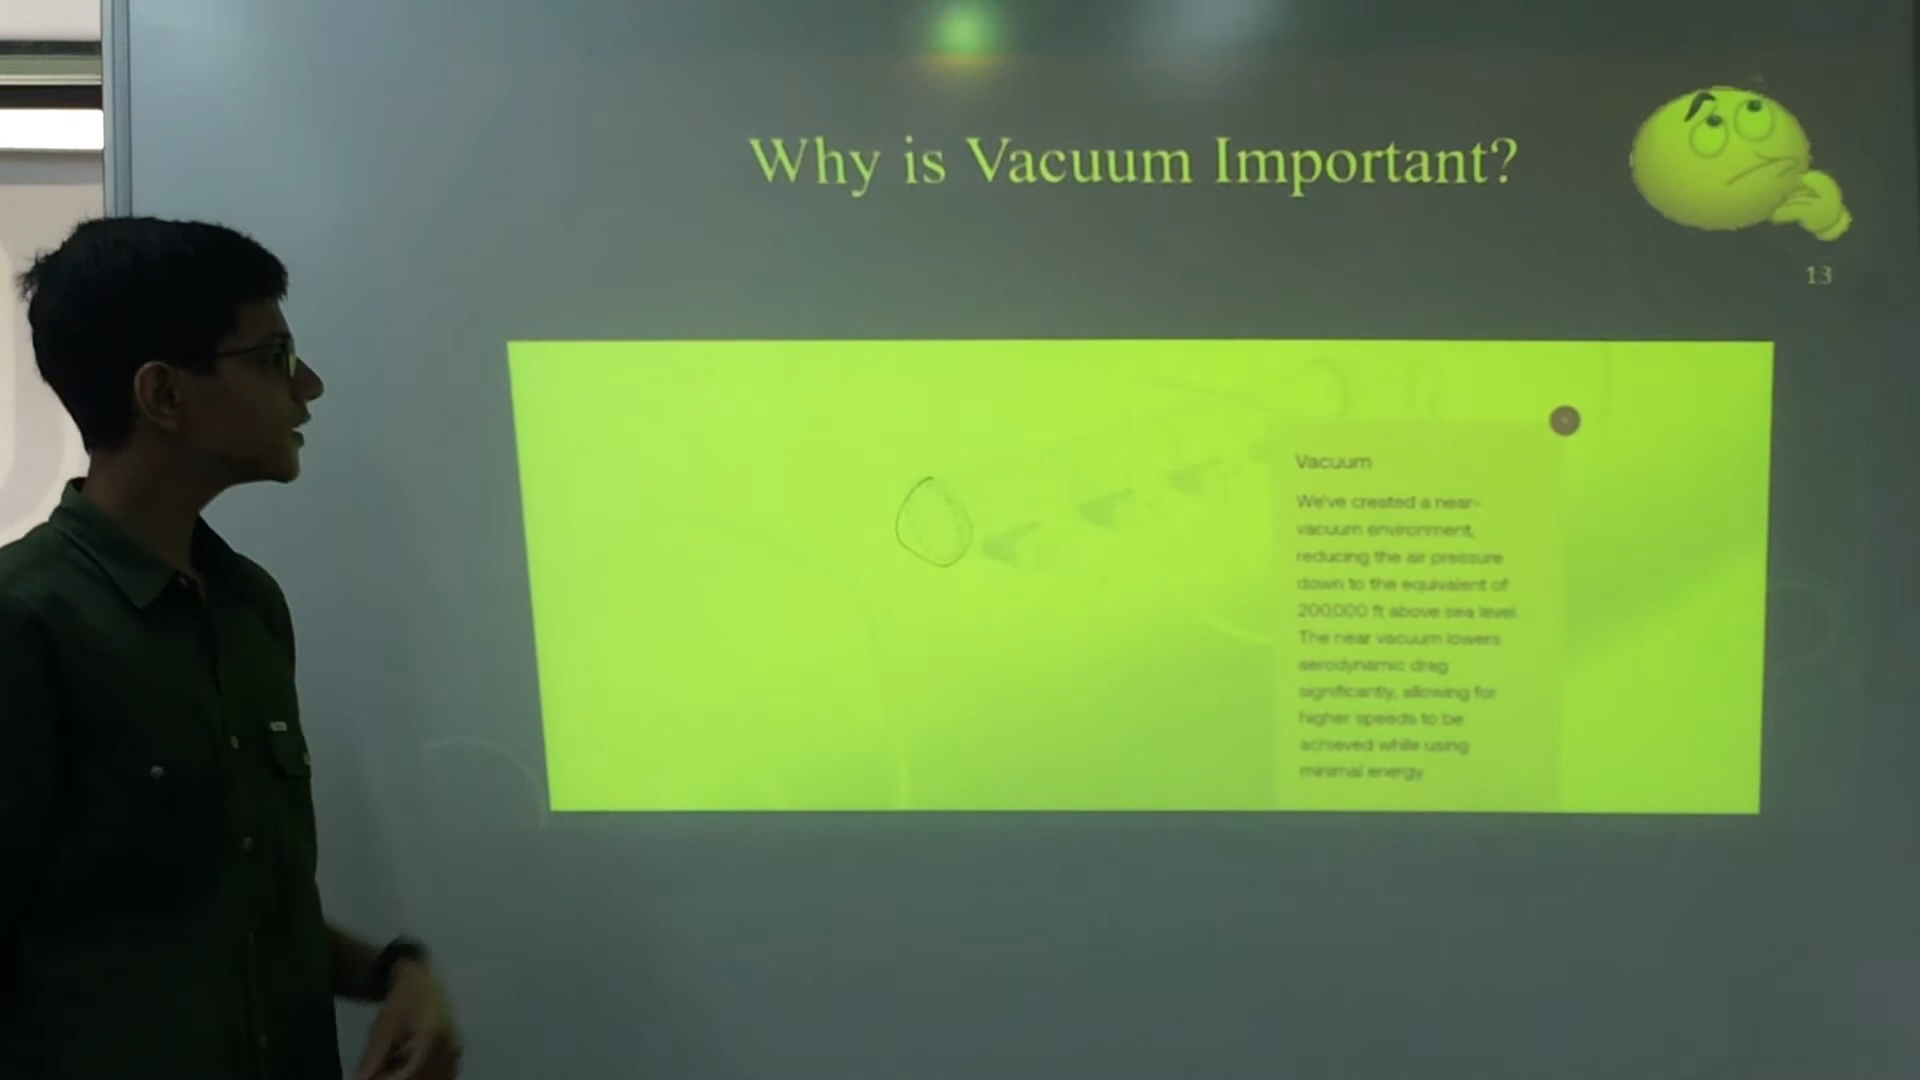 Why is Vacuum Important?
13
Vacuum
We've created a near-
vacuum environment,
reducing the air pressure
down to the equivalent of
200,000 ft above sea level.
The near vacuum lowers
aerodynamic drag
significantly, allowing for
higher speeds to be
achieved while using
minimal energy.